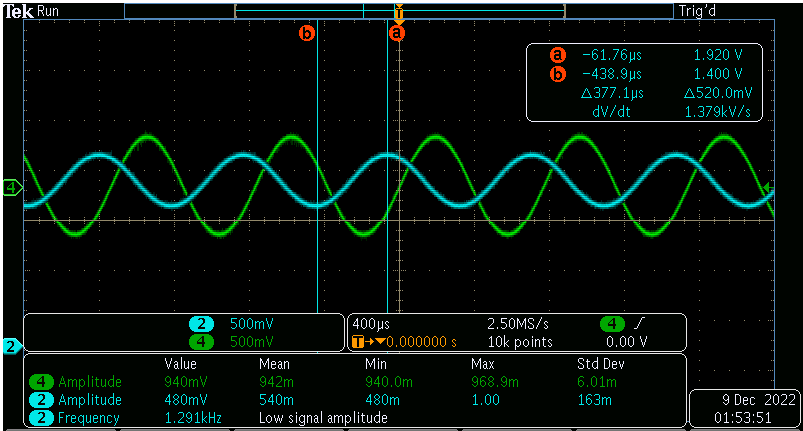 Tek Run Trig'd
T
b a
a −61.76µs 1.920 V
b −438.9µs 1.400 V
Δ377.1µs Δ520.0mV
dV/dt 1.379kV/s
4
2
2 500mV
4 500mV
400µs 2.50MS/s 4
T→▼0.000000 s 10k points 0.00 V
Value Mean Min Max Std Dev
4 Amplitude 940mV 942m 940.0m 968.9m 6.01m
2 Amplitude 480mV 540m 480m 1.00 163m
2 Frequency 1.291kHz Low signal amplitude
9 Dec 2022
01:53:51